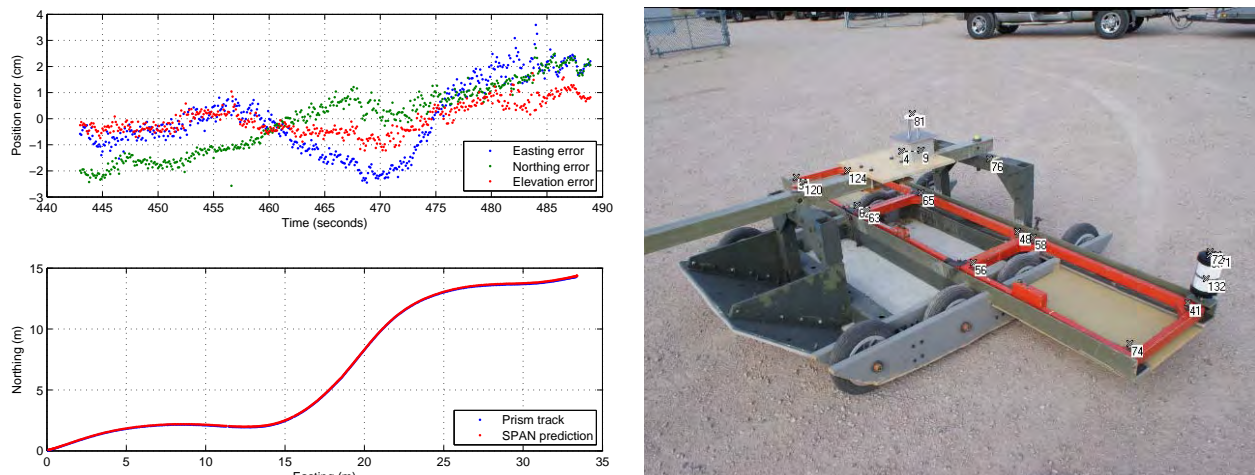 4
3
2
1
0
−1
−2
−3
Position error (cm)
Easting error
Northing error
Elevation error
440 445 450 455 460 465 470 475 480 485 490
Time (seconds)
15
10
5
0
Northing (m)
Prism track
SPAN prediction
0 5 10 15 20 25 30 35
Easting (m)
81
4 9
76
124
120
65
63
48
58
56
72
71
132
41
74